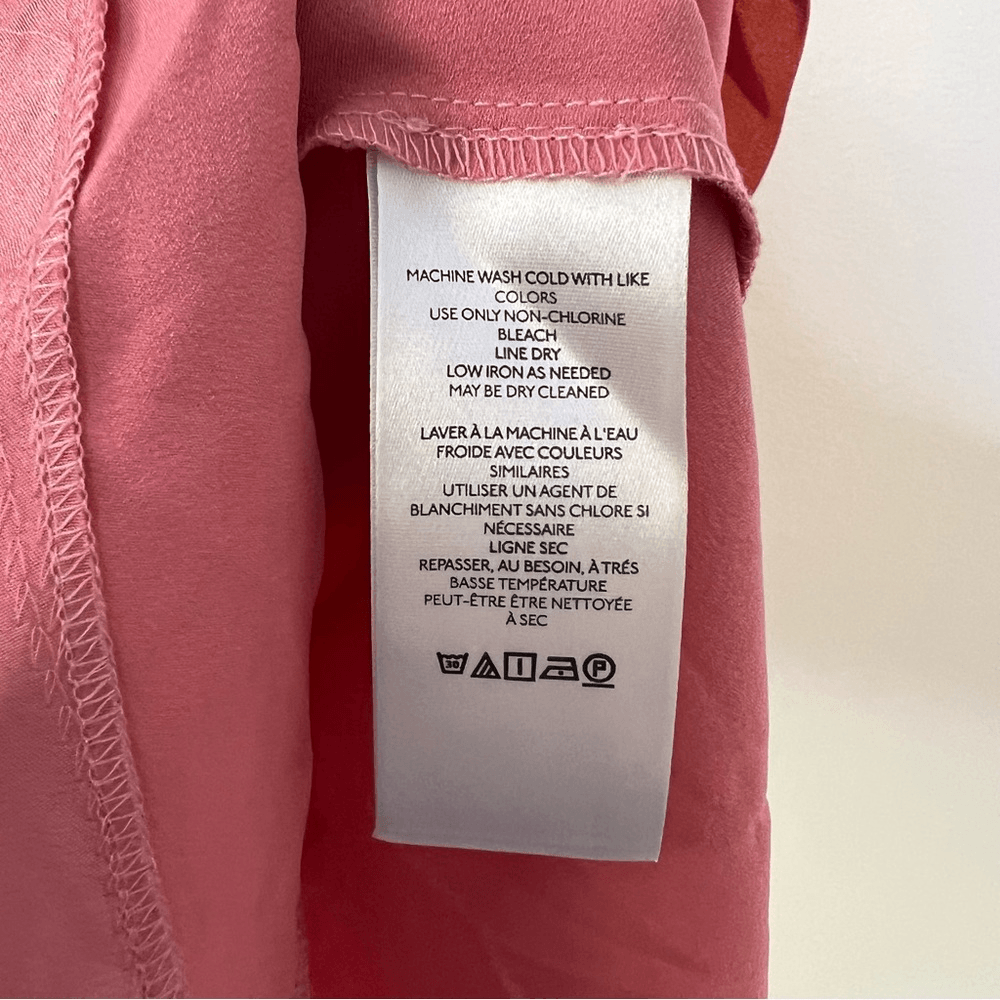 MACHINE WASH COLD WITH LIKE
COLORS
USE ONLY NON-CHLORINE
BLEACH
LINE DRY
LOW IRON AS NEEDED
MAY BE DRY CLEANED
LAVER À LA MACHINE À L'EAU
FROIDE AVEC COULEURS
SIMILAIRES
UTILISER UN AGENT DE
BLANCHIMENT SANS CHLORE SI
NÉCESSAIRE
LIGNE SEC
REPASSER, AU BESOIN, À TRÉS
BASSE TEMPÉRATURE
PEUT-ÊTRE ÊTRE NETTOYÉE
À SEC
30 P